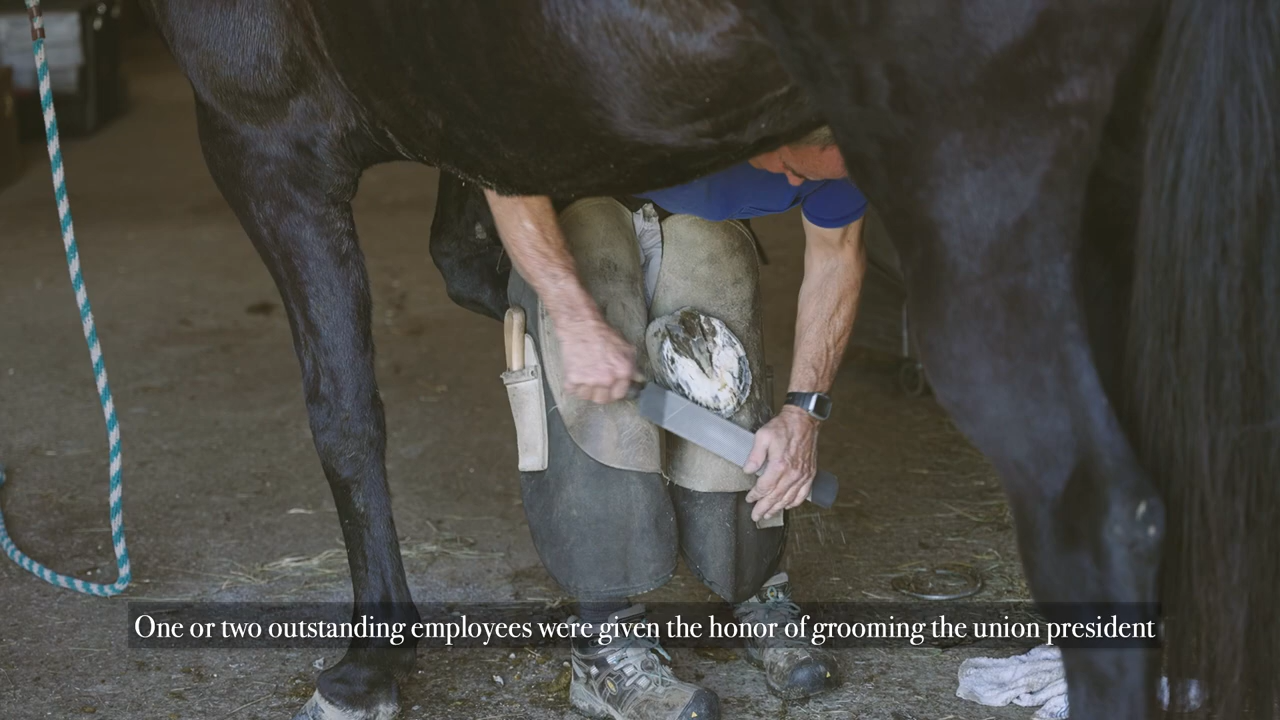 One or two outstanding employees were given the honor of grooming the union president